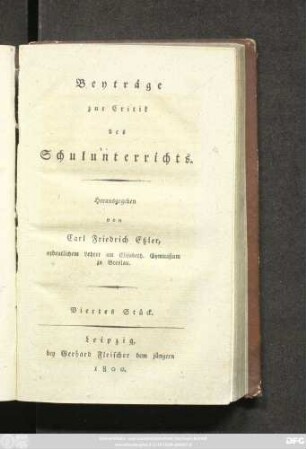 Beyträge
zur Critik
des
Schulunterrichts.
Herausgegeben
von
Carl Friedrich Etzler,
ordentlichem Lehrer am Elisabeth. Gymnasium
zu Breslau.
Viertes Stück.
Leipzig,
bey Gerhard Fleischer dem jüngern
1800.